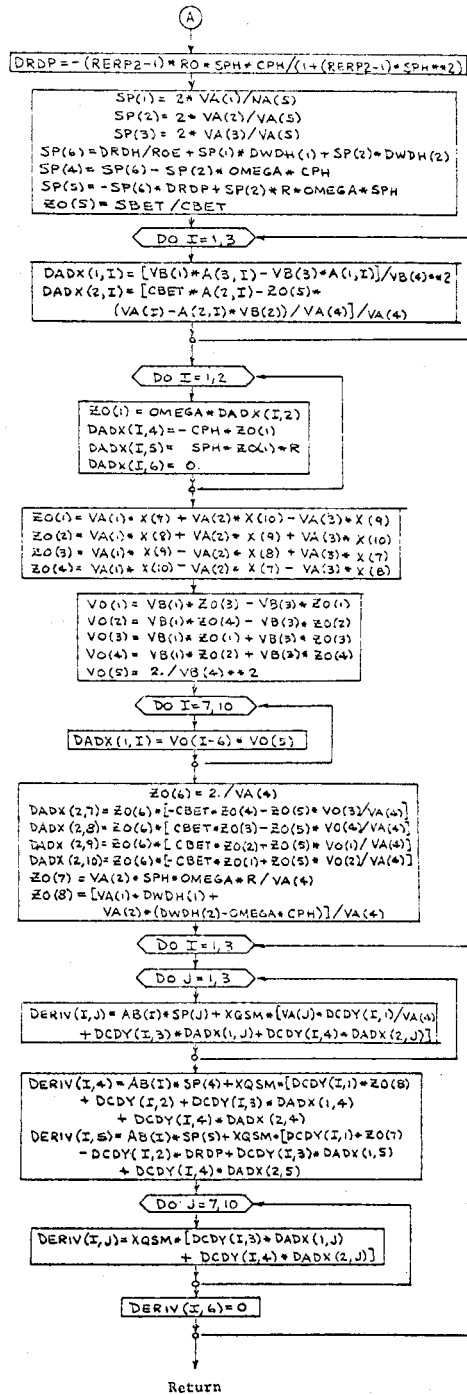 A
DRDP = -(RERP2-1)*RO*SPH*CPH/(1+(RERP2-1)*SPH**2)
SP(1) = 2* VA(1)/VA(5)
SP(2) = 2* VA(2)/VA(5)
SP(3) = 2* VA(3)/VA(5)
SP(6) = DRDH/ROE + SP(1)* DWDH(1) + SP(2)* DWDH(2)
SP(4) = SP(6) - SP(2)* OMEGA* CPH
SP(5) = -SP(6)* DRDP + SP(2)* R* OMEGA* SPH
ZO(5) = SBET / CBET
DO I=1,3
DADX(1,I) = [VB(1)*A(3,I) - VB(3)*A(1,I)]/VB(4)**2
DADX(2,I) = [CBET*A(2,I) - ZO(5)*
(VA(I) - A(2,I)*VB(2))/VA(4)]/VA(4)
DO I=1,2
ZO(1) = OMEGA* DADX(I,2)
DADX(I,4) = -CPH* ZO(1)
DADX(I,5) = SPH* ZO(1)*R
DADX(I,6) = 0.
ZO(1) = VA(1)* X(7) + VA(2)* X(10) - VA(3)* X(9)
ZO(2) = VA(1)* X(8) + VA(2)* X(9) + VA(3)* X(10)
ZO(3) = VA(1)* X(9) - VA(2)* X(8) + VA(3)* X(7)
ZO(4) = VA(1)* X(10) - VA(2)* X(7) - VA(3)* X(8)
VO(1) = VB(1)* ZO(3) - VB(3)* ZO(1)
VO(2) = VB(1)* ZO(4) - VB(3)* ZO(2)
VO(3) = VB(1)* ZO(1) + VB(3)* ZO(3)
VO(4) = VB(1)* ZO(2) + VB(3)* ZO(4)
VO(5) = 2./VB(4)**2
DO I=7,10
DADX(1,I) = VO(I-6)* VO(5)
ZO(6) = 2./VA(4)
DADX(2,7) = ZO(6)* [-CBET*ZO(4) - ZO(5)* VO(3)/VA(4)]
DADX(2,8) = ZO(6)* [CBET*ZO(3) - ZO(5)* VO(4)/VA(4)]
DADX(2,9) = ZO(6)* [CBET*ZO(2) + ZO(5)* VO(1)/VA(4)]
DADX(2,10) = ZO(6)* [-CBET*ZO(1) + ZO(5)* VO(2)/VA(4)]
ZO(7) = VA(2)* SPH* OMEGA* R/VA(4)
ZO(8) = [VA(1)* DWDH(1) +
VA(2)* (DWDH(2) - OMEGA* CPH)]/VA(4)
DO I=1,3
DO J=1,3
DERIV(I,J) = AB(I)* SP(J) + XQSM* [VA(J)* DCDY(I,1)/VA(4)
+ DCDY(I,3)* DADX(1,J) + DCDY(I,4)* DADX(2,J)]
DERIV(I,4) = AB(I)* SP(4) + XQSM* [DCDY(I,1)* ZO(8)
+ DCDY(I,2) + DCDY(I,3)* DADX(1,4)
+ DCDY(I,4)* DADX(2,4)
DERIV(I,5) = AB(I)* SP(5) + XQSM* [DCDY(I,1)* ZO(7)
- DCDY(I,2)* DRDP + DCDY(I,3)* DADX(1,5)
+ DCDY(I,4)* DADX(2,5)
DO J=7,10
DERIV(I,J) = XQSM* [DCDY(I,3)* DADX(1,J)
+ DCDY(I,4)* DADX(2,J)]
DERIV(I,6) = 0
Return